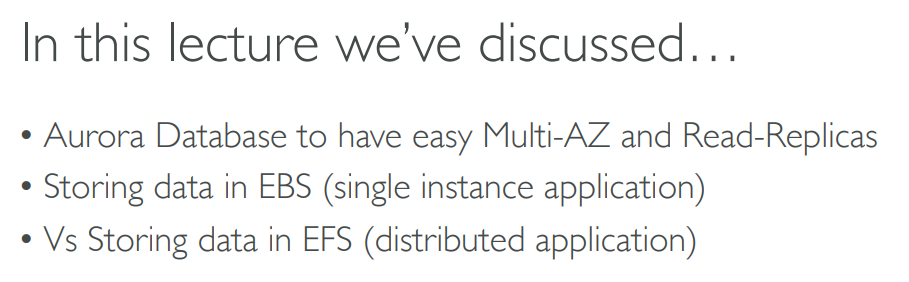 In this lecture we’ve discussed…
• Aurora Database to have easy Multi-AZ and Read-Replicas
• Storing data in EBS (single instance application)
• Vs Storing data in EFS (distributed application)